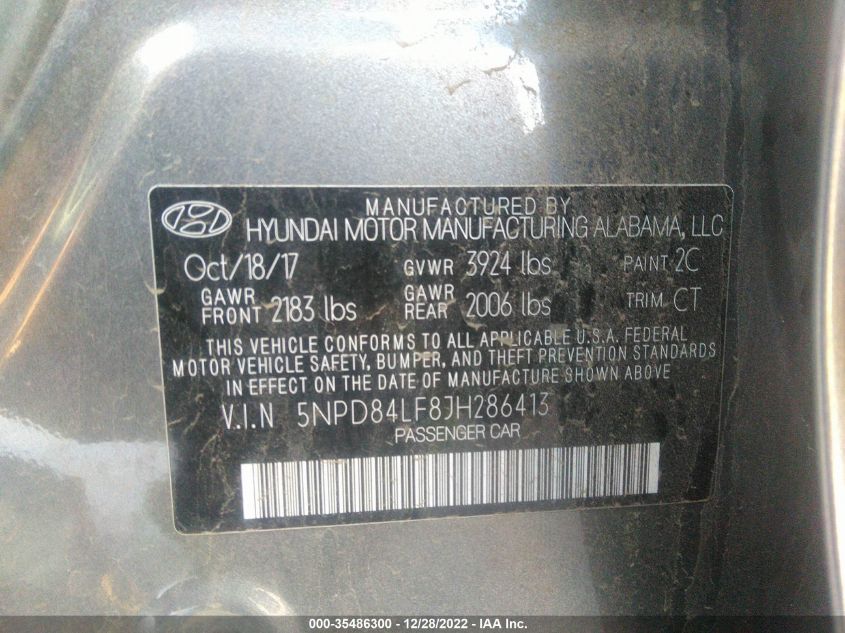 MANUFACTURED BY
HYUNDAI MOTOR MANUFACTURING ALABAMA, LLC
Oct/18/17 GVWR 3924 lbs PAINT 2C
GAWR FRONT 2183 lbs GAWR REAR 2006 lbs TRIM CT
THIS VEHICLE CONFORMS TO ALL APPLICABLE U.S.A. FEDERAL
MOTOR VEHICLE SAFETY, BUMPER, AND THEFT PREVENTION STANDARDS
IN EFFECT ON THE DATE OF MANUFACTURE SHOWN ABOVE
V.I.N 5NPD84LF8JH286413
PASSENGER CAR
000-35486300 - 12/28/2022 - IAA Inc.